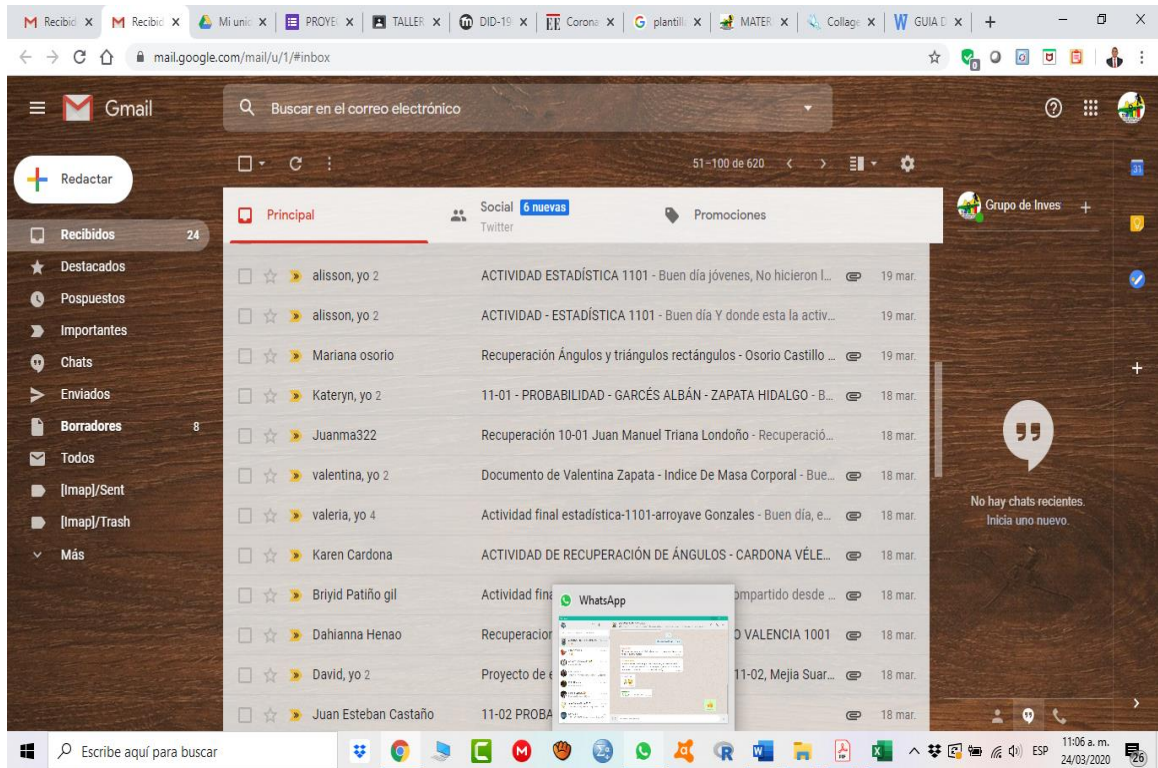 Recibid
Recibic
Mi unic
PROYE
TALLER
DID-19
Corona
plantill
MATER
Collage
GUIA D
mail.google.com/mail/u/1/#inbox
Gmail
Buscar en el correo electrónico
Redactar
51–100 de 620
Principal
Social 6 nuevas
Twitter
Promociones
Grupo de Inves
Recibidos 24
Destacados
Pospuestos
Importantes
Chats
Enviados
Borradores 8
Todos
[Imap]/Sent
[Imap]/Trash
Más
alisson, yo 2 ACTIVIDAD ESTADÍSTICA 1101 - Buen día jóvenes, No hicieron l... 19 mar.
alisson, yo 2 ACTIVIDAD - ESTADÍSTICA 1101 - Buen día Y donde esta la activ... 19 mar.
Mariana osorio Recuperación Ángulos y triángulos rectángulos - Osorio Castillo ... 19 mar.
Kateryn, yo 2 11-01 - PROBABILIDAD - GARCÉS ALBÁN - ZAPATA HIDALGO - B... 18 mar.
Juanma322 Recuperación 10-01 Juan Manuel Triana Londoño - Recuperació... 18 mar.
valentina, yo 2 Documento de Valentina Zapata - Indice De Masa Corporal - Bue... 18 mar.
valeria, yo 4 Actividad final estadística-1101-arroyave Gonzales - Buen día, e... 18 mar.
Karen Cardona ACTIVIDAD DE RECUPERACIÓN DE ÁNGULOS - CARDONA VÉLE... 18 mar.
Briyid Patiño gil Actividad fina ompartido desde ... 18 mar.
Dahianna Henao Recuperacion O VALENCIA 1001 18 mar.
David, yo 2 Proyecto de e 11-02, Mejia Suar... 18 mar.
Juan Esteban Castaño 11-02 PROBA 18 mar.
WhatsApp
No hay chats recientes.
Inicia uno nuevo.
Escribe aquí para buscar
ESP
11:06 a. m.
24/03/2020
26